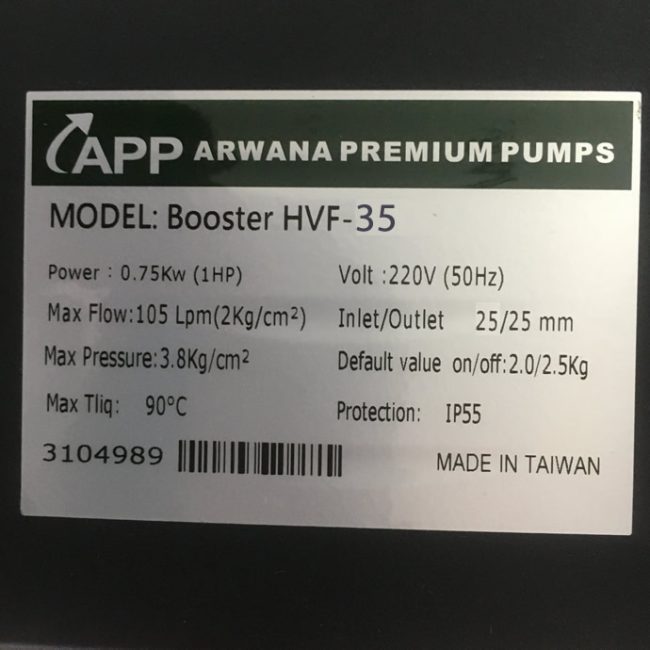 APP ARWANA PREMIUM PUMPS
MODEL: Booster HVF-35
Power : 0.75Kw (1HP) Volt :220V (50Hz)
Max Flow:105 Lpm(2Kg/cm²) Inlet/Outlet 25/25 mm
Max Pressure:3.8Kg/cm² Default value on/off:2.0/2.5Kg
Max Tliq: 90°C Protection: IP55
3104989 MADE IN TAIWAN